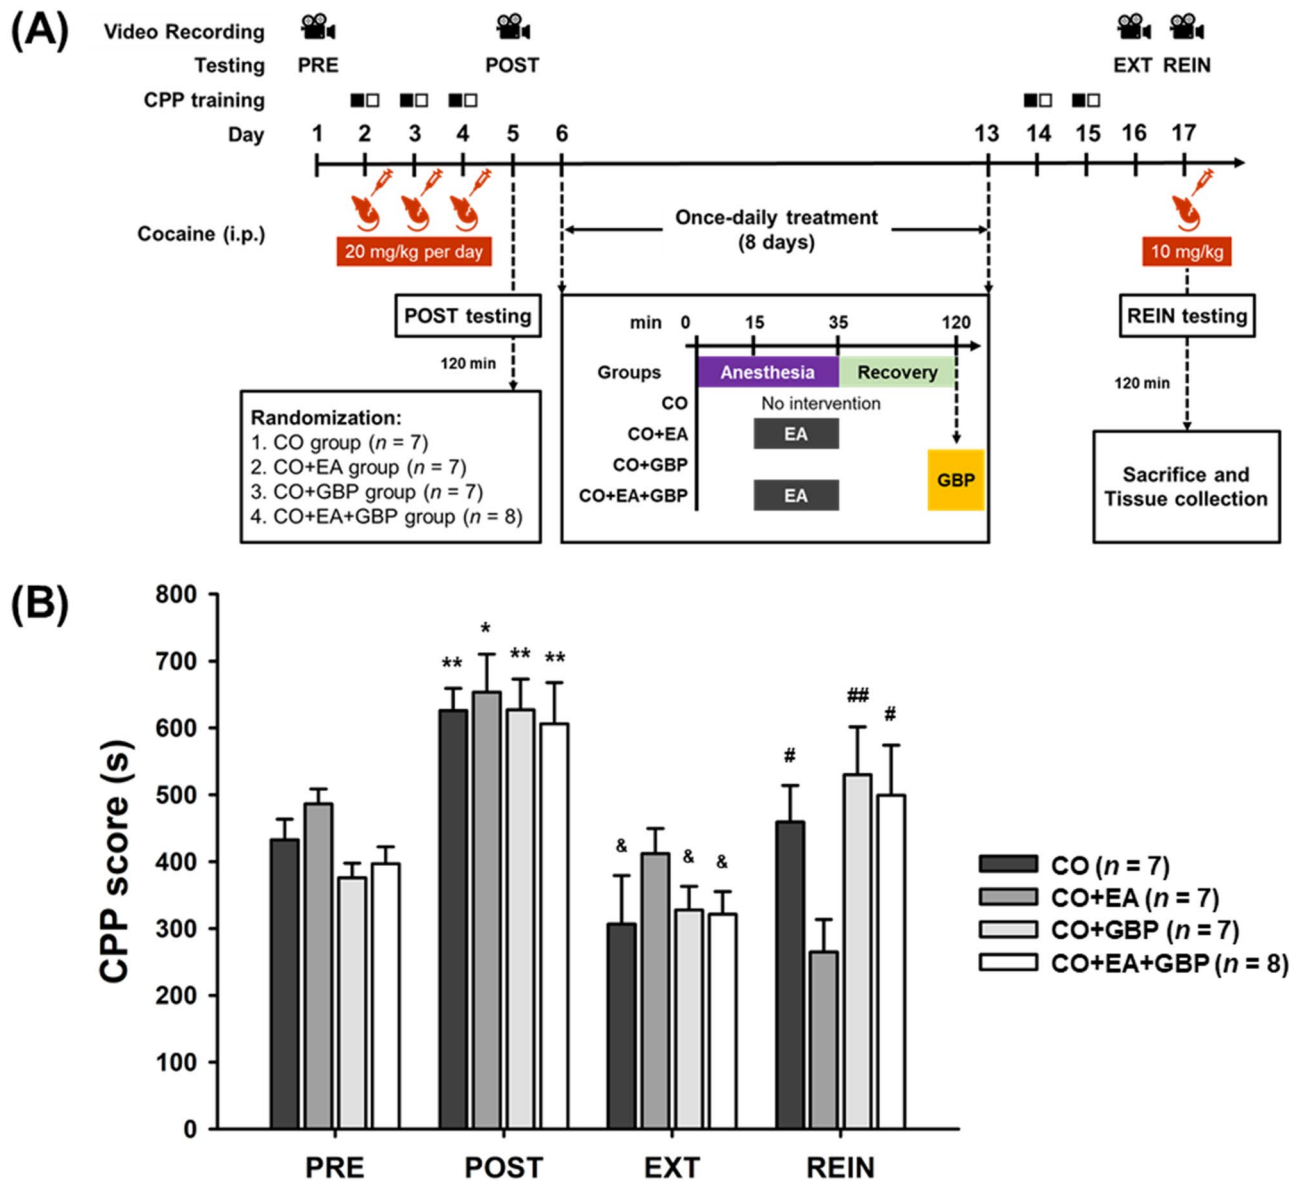 (A)
Video Recording
Testing PRE POST EXT REIN
CPP training
Day 1 2 3 4 5 6 13 14 15 16 17
Cocaine (i.p.)
20 mg/kg per day
Once-daily treatment
(8 days)
10 mg/kg
POST testing
120 min
Randomization:
1. CO group (n = 7)
2. CO+EA group (n = 7)
3. CO+GBP group (n = 7)
4. CO+EA+GBP group (n = 8)
min 0 15 35 120
Groups Anesthesia Recovery
CO No intervention
CO+EA EA
CO+GBP
GBP
CO+EA+GBP EA
REIN testing
120 min
Sacrifice and
Tissue collection
(B)
CPP score (s)
800
700
600
500
400
300
200
100
0
** * ** **
& & &
# ## #
PRE POST EXT REIN
CO (n = 7)
CO+EA (n = 7)
CO+GBP (n = 7)
CO+EA+GBP (n = 8)